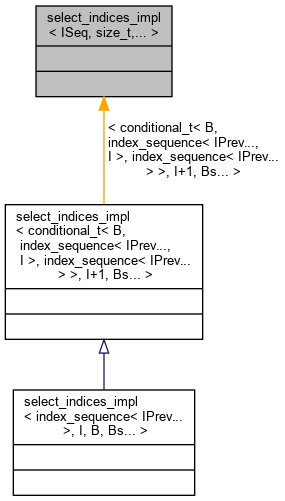 select_indices_impl
< ISeq, size_t,... >
< conditional_t< B,
index_sequence< IPrev...,
I >, index_sequence< IPrev...
> >, I+1, Bs... >
select_indices_impl
< conditional_t< B,
index_sequence< IPrev...,
I >, index_sequence< IPrev...
> >, I+1, Bs... >
select_indices_impl
< index_sequence< IPrev...
>, I, B, Bs... >